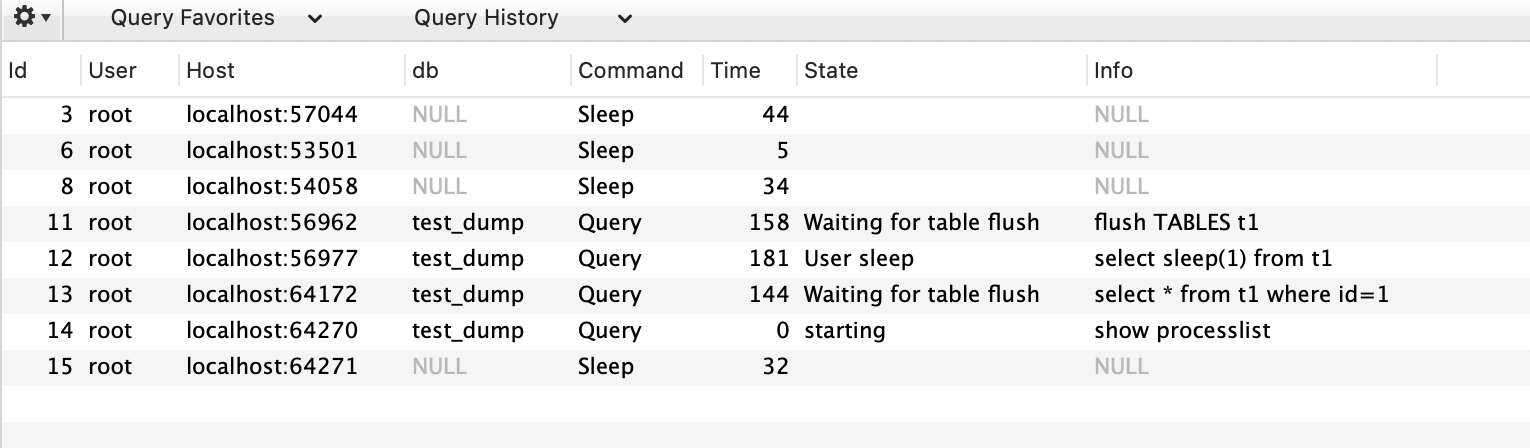 Query Favorites Query History
Id User Host db Command Time State Info
3 root localhost:57044 NULL Sleep 44 NULL
6 root localhost:53501 NULL Sleep 5 NULL
8 root localhost:54058 NULL Sleep 34 NULL
11 root localhost:56962 test_dump Query 158 Waiting for table flush flush TABLES t1
12 root localhost:56977 test_dump Query 181 User sleep select sleep(1) from t1
13 root localhost:64172 test_dump Query 144 Waiting for table flush select * from t1 where id=1
14 root localhost:64270 test_dump Query 0 starting show processlist
15 root localhost:64271 NULL Sleep 32 NULL